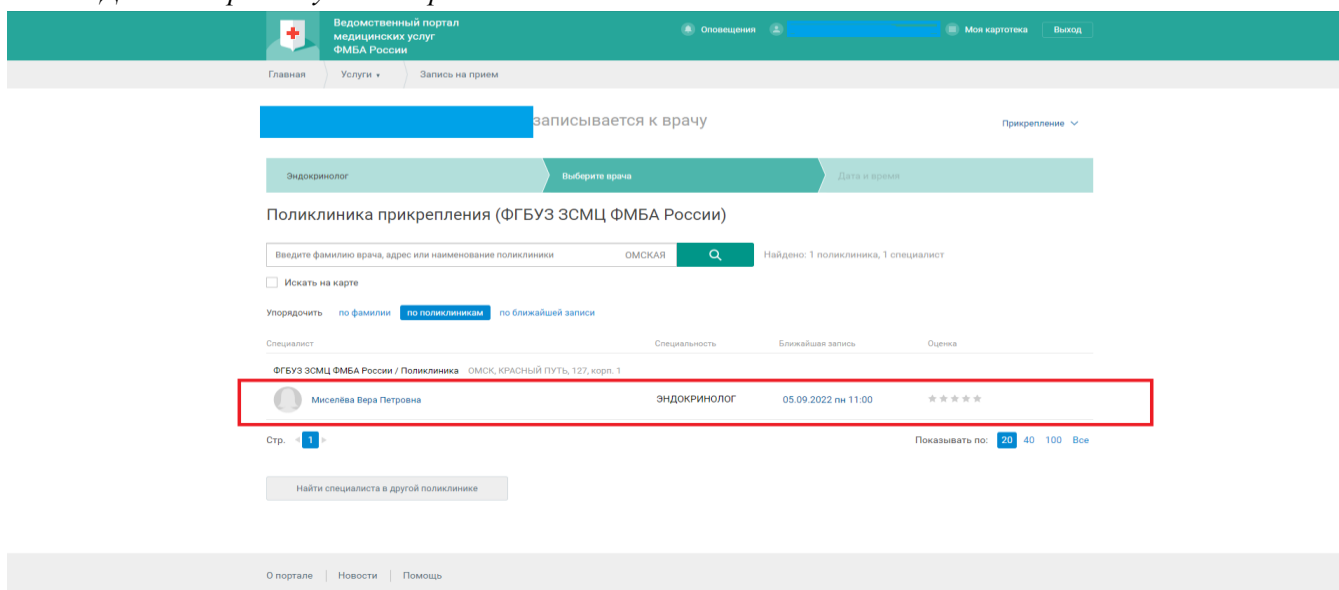 Ведомственный портал
медицинских услуг
ФМБА России
Оповещения
Моя картотека
Выход
Главная Услуги Запись на прием
записывается к врачу
Прикрепление
Эндокринолог Выберите врача Дата и время
Поликлиника прикрепления (ФГБУЗ ЗСМЦ ФМБА России)
Введите фамилию врача, адрес или наименование поликлиники ОМСКАЯ Найдено: 1 поликлиника, 1 специалист
Искать на карте
Упорядочить по фамилии по поликлиникам по ближайшей записи
Специалист Специальность Ближайшая запись Оценка
ФГБУЗ ЗСМЦ ФМБА России / Поликлиника ОМСК, КРАСНЫЙ ПУТЬ, 127, корп. 1
Миселёва Вера Петровна ЭНДОКРИНОЛОГ 05.09.2022 пн 11:00
Стр. 1 Показывать по: 20 40 100 Все
Найти специалиста в другой поликлинике
О портале | Новости | Помощь